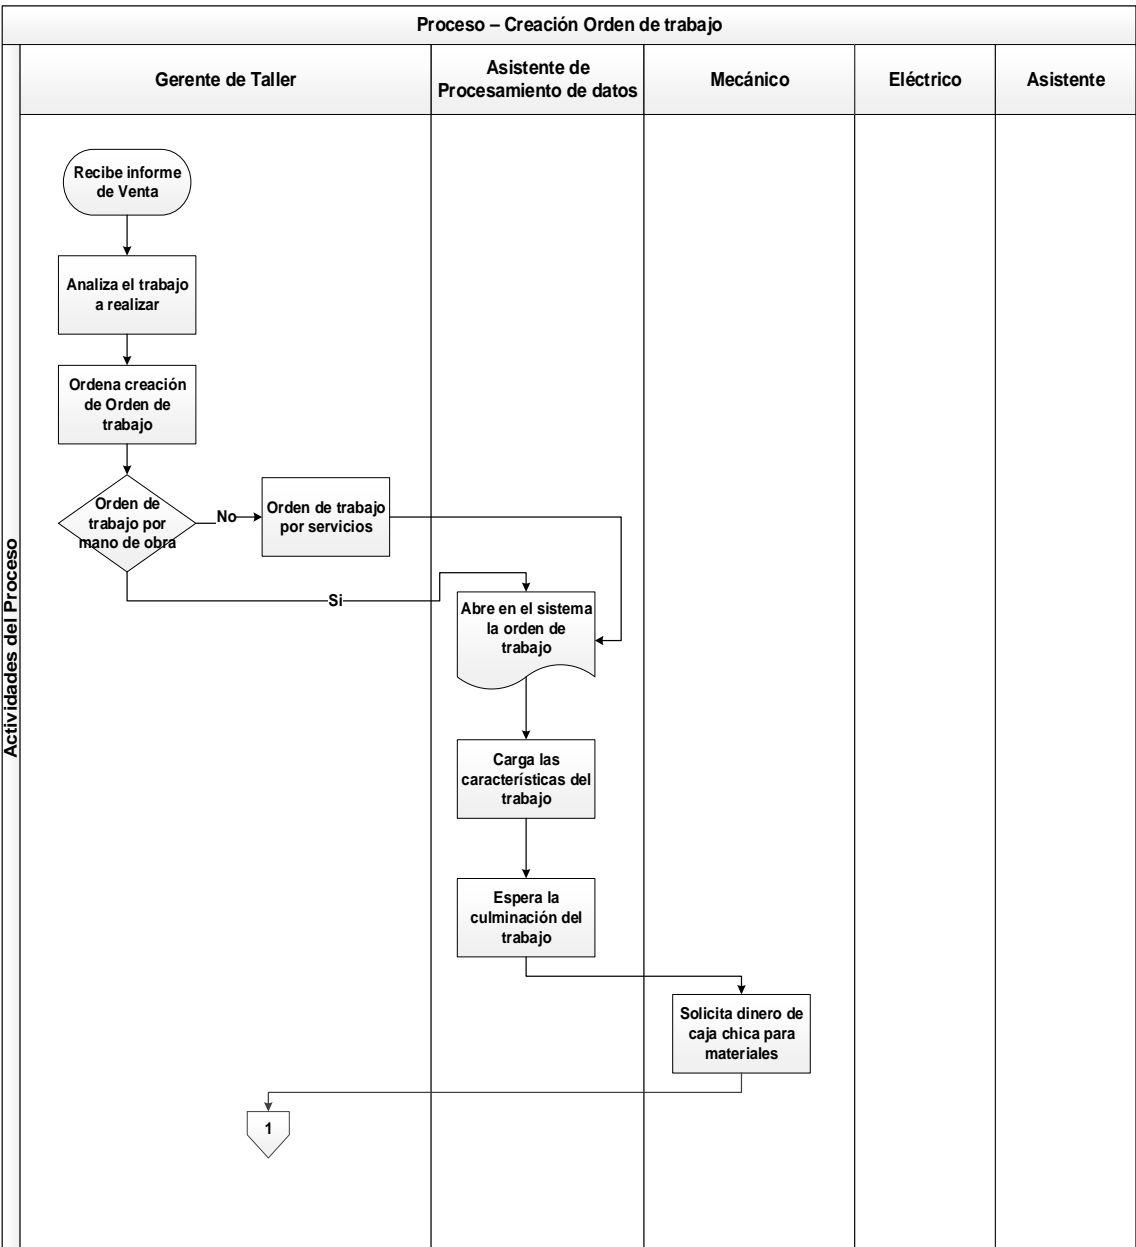 Proceso – Creación Orden de trabajo
Gerente de Taller
Asistente de
Procesamiento de datos
Mecánico
Eléctrico
Asistente
Actividades del Proceso
Recibe informe
de Venta
Analiza el trabajo
a realizar
Ordena creación
de Orden de
trabajo
Orden de
trabajo por
mano de obra
No
Orden de trabajo
por servicios
Si
Abre en el sistema
la orden de
trabajo
Carga las
características del
trabajo
Espera la
culminación del
trabajo
Solicita dinero de
caja chica para
materiales
1